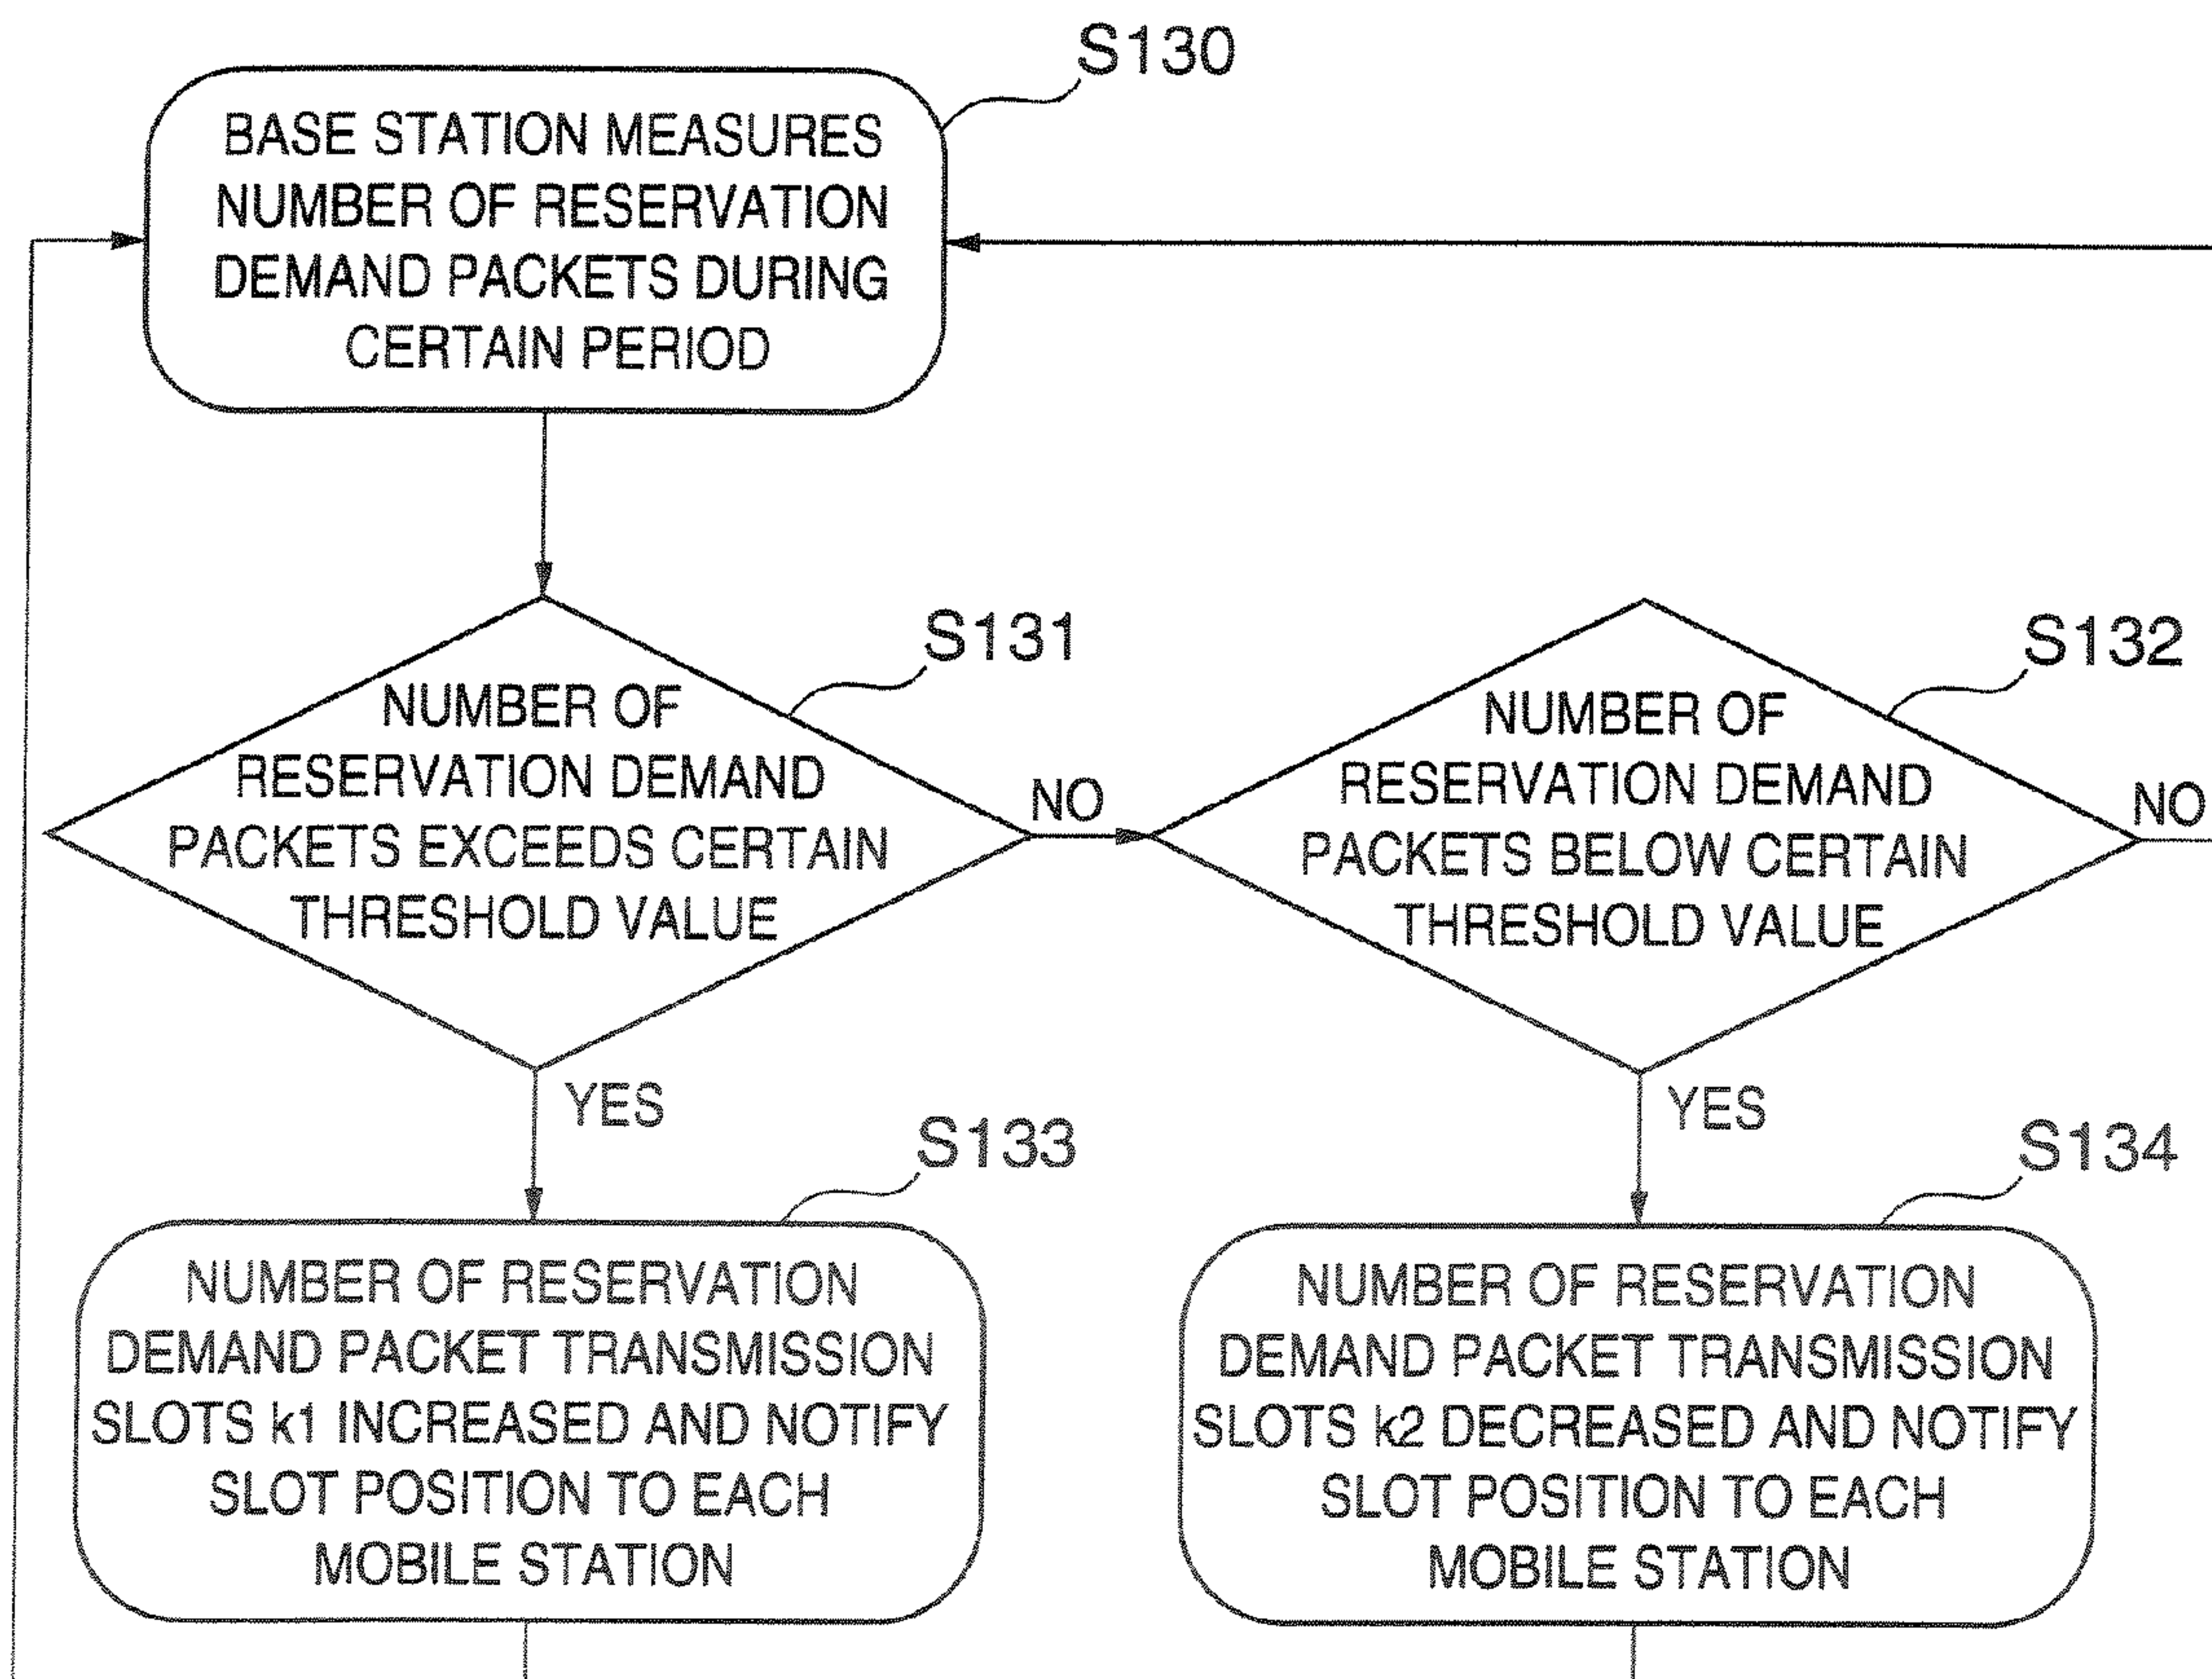 S130
BASE STATION MEASURES
NUMBER OF RESERVATION
DEMAND PACKETS DURING
CERTAIN PERIOD
S131
NUMBER OF
RESERVATION DEMAND
PACKETS EXCEEDS CERTAIN
THRESHOLD VALUE
NO
YES
S132
NUMBER OF
RESERVATION DEMAND
PACKETS BELOW CERTAIN
THRESHOLD VALUE
NO
YES
S133
NUMBER OF RESERVATION
DEMAND PACKET TRANSMISSION
SLOTS k1 INCREASED AND NOTIFY
SLOT POSITION TO EACH
MOBILE STATION
S134
NUMBER OF RESERVATION
DEMAND PACKET TRANSMISSION
SLOTS k2 DECREASED AND NOTIFY
SLOT POSITION TO EACH
MOBILE STATION